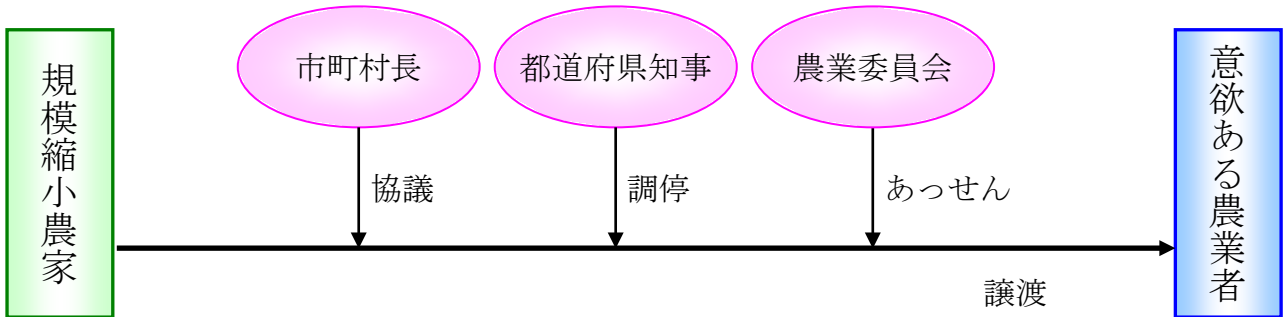 規模縮小農家
市町村長
都道府県知事
農業委員会
協議
調停
あっせん
譲渡
意欲ある農業者